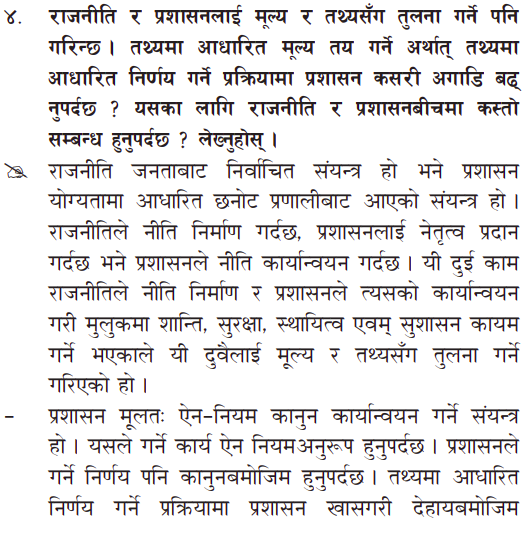 ४. राजनीति र प्रशासनलाई मूल्य र तथ्यसँग तुलना गर्ने पनि
गरिन्छ । तथ्यमा आधारित मूल्य तय गर्ने अर्थात् तथ्यमा
आधारित निर्णय गर्ने प्रक्रियामा प्रशासन कसरी अगाडि बढ्
नुपर्दछ ? यसका लागि राजनीति र प्रशासनबीचमा कस्तो
सम्बन्ध हुनुपर्दछ ? लेख्नुहोस् ।
राजनीति जनताबाट निर्वाचित संयन्त्र हो भने प्रशासन
योग्यतामा आधारित छनोट प्रणालीबाट आएको संयन्त्र हो ।
राजनीतिले नीति निर्माण गर्दछ, प्रशासनलाई नेतृत्व प्रदान
गर्दछ भने प्रशासनले नीति कार्यान्वयन गर्दछ । यी दुई काम
राजनीतिले नीति निर्माण र प्रशासनले त्यसको कार्यान्वयन
गरी मुलुकमा शान्ति, सुरक्षा, स्थायित्व एवम् सुशासन कायम
गर्ने भएकाले यी दुवैलाई मूल्य र तथ्यसँग तुलना गर्ने
गरिएको हो ।
- प्रशासन मूलतः ऐन-नियम कानुन कार्यान्वयन गर्ने संयन्त्र
हो । यसले गर्ने कार्य ऐन नियमअनुरूप हुनुपर्दछ । प्रशासनले
गर्ने निर्णय पनि कानुनबमोजिम हुनुपर्दछ । तथ्यमा आधारित
निर्णय गर्ने प्रक्रियामा प्रशासन खासगरी देहायबमोजिम